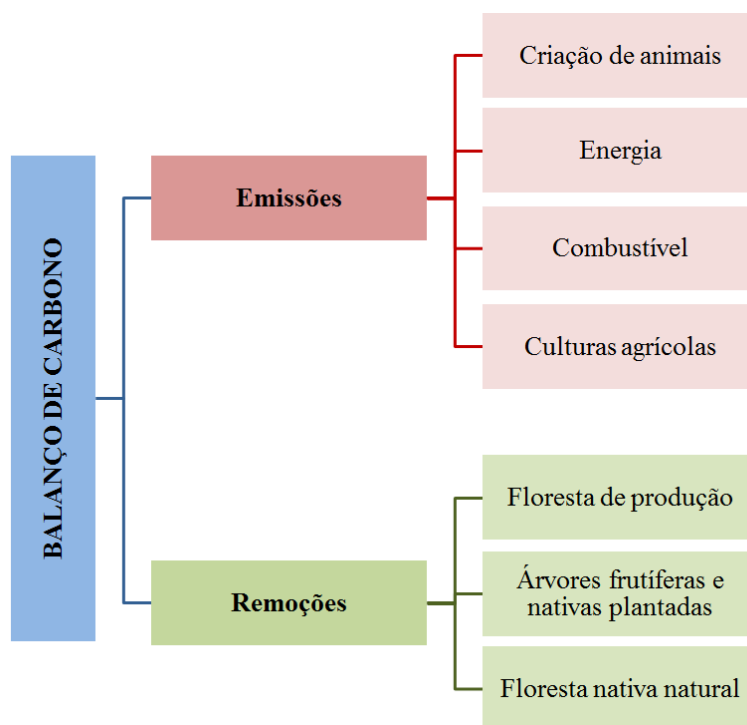 BALANÇO DE CARBONO
Emissões
Criação de animais
Energia
Combustível
Culturas agrícolas
Remoções
Floresta de produção
Árvores frutíferas e
nativas plantadas
Floresta nativa natural